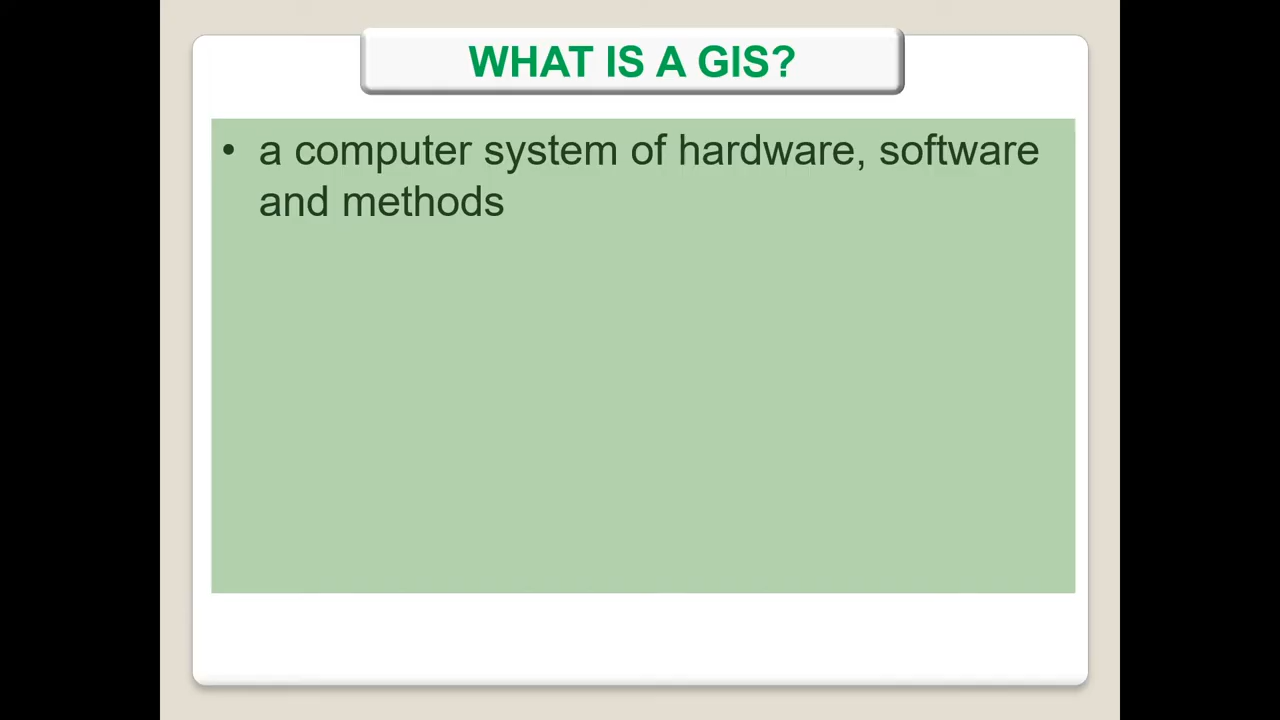 WHAT IS A GIS?
• a computer system of hardware, software
and methods